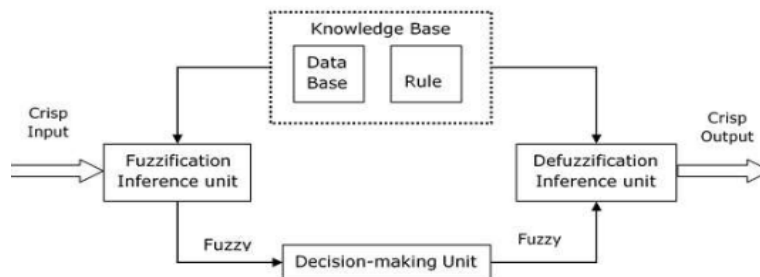 Knowledge Base
Data
Base
Rule
Crisp
Input
Crisp
Output
Fuzzification
Inference unit
Defuzzification
Inference unit
Fuzzy
Decision-making Unit
Fuzzy